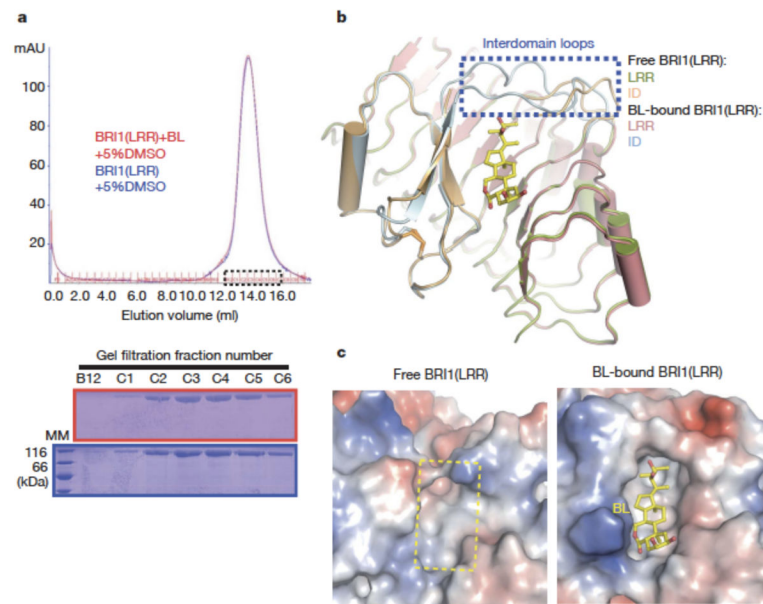 a
mAU
100
80
60
40
20
BRI1(LRR)+BL
+5%DMSO
BRI1(LRR)
+5%DMSO
0.0 2.0 4.0 6.0 8.0 10.0 12.0 14.0 16.0
Elution volume (ml)
Gel filtration fraction number
B12 C1 C2 C3 C4 C5 C6
MM
116
66
(kDa)
b
Interdomain loops
Free BRI1(LRR):
LRR
ID
BL-bound BRI1(LRR):
LRR
ID
c
Free BRI1(LRR)
BL-bound BRI1(LRR)
BL